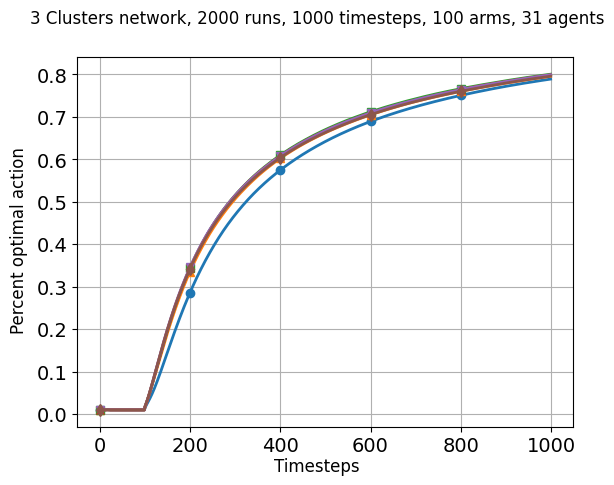 3 Clusters network, 2000 runs, 1000 timesteps, 100 arms, 31 agents
Percent optimal action
0.8
0.7
0.6
0.5
0.4
0.3
0.2
0.1
0.0
0 200 400 600 800 1000
Timesteps